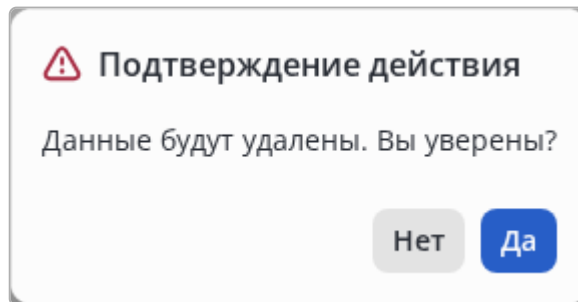 Подтверждение действия
Данные будут удалены. Вы уверены?
Нет
Да